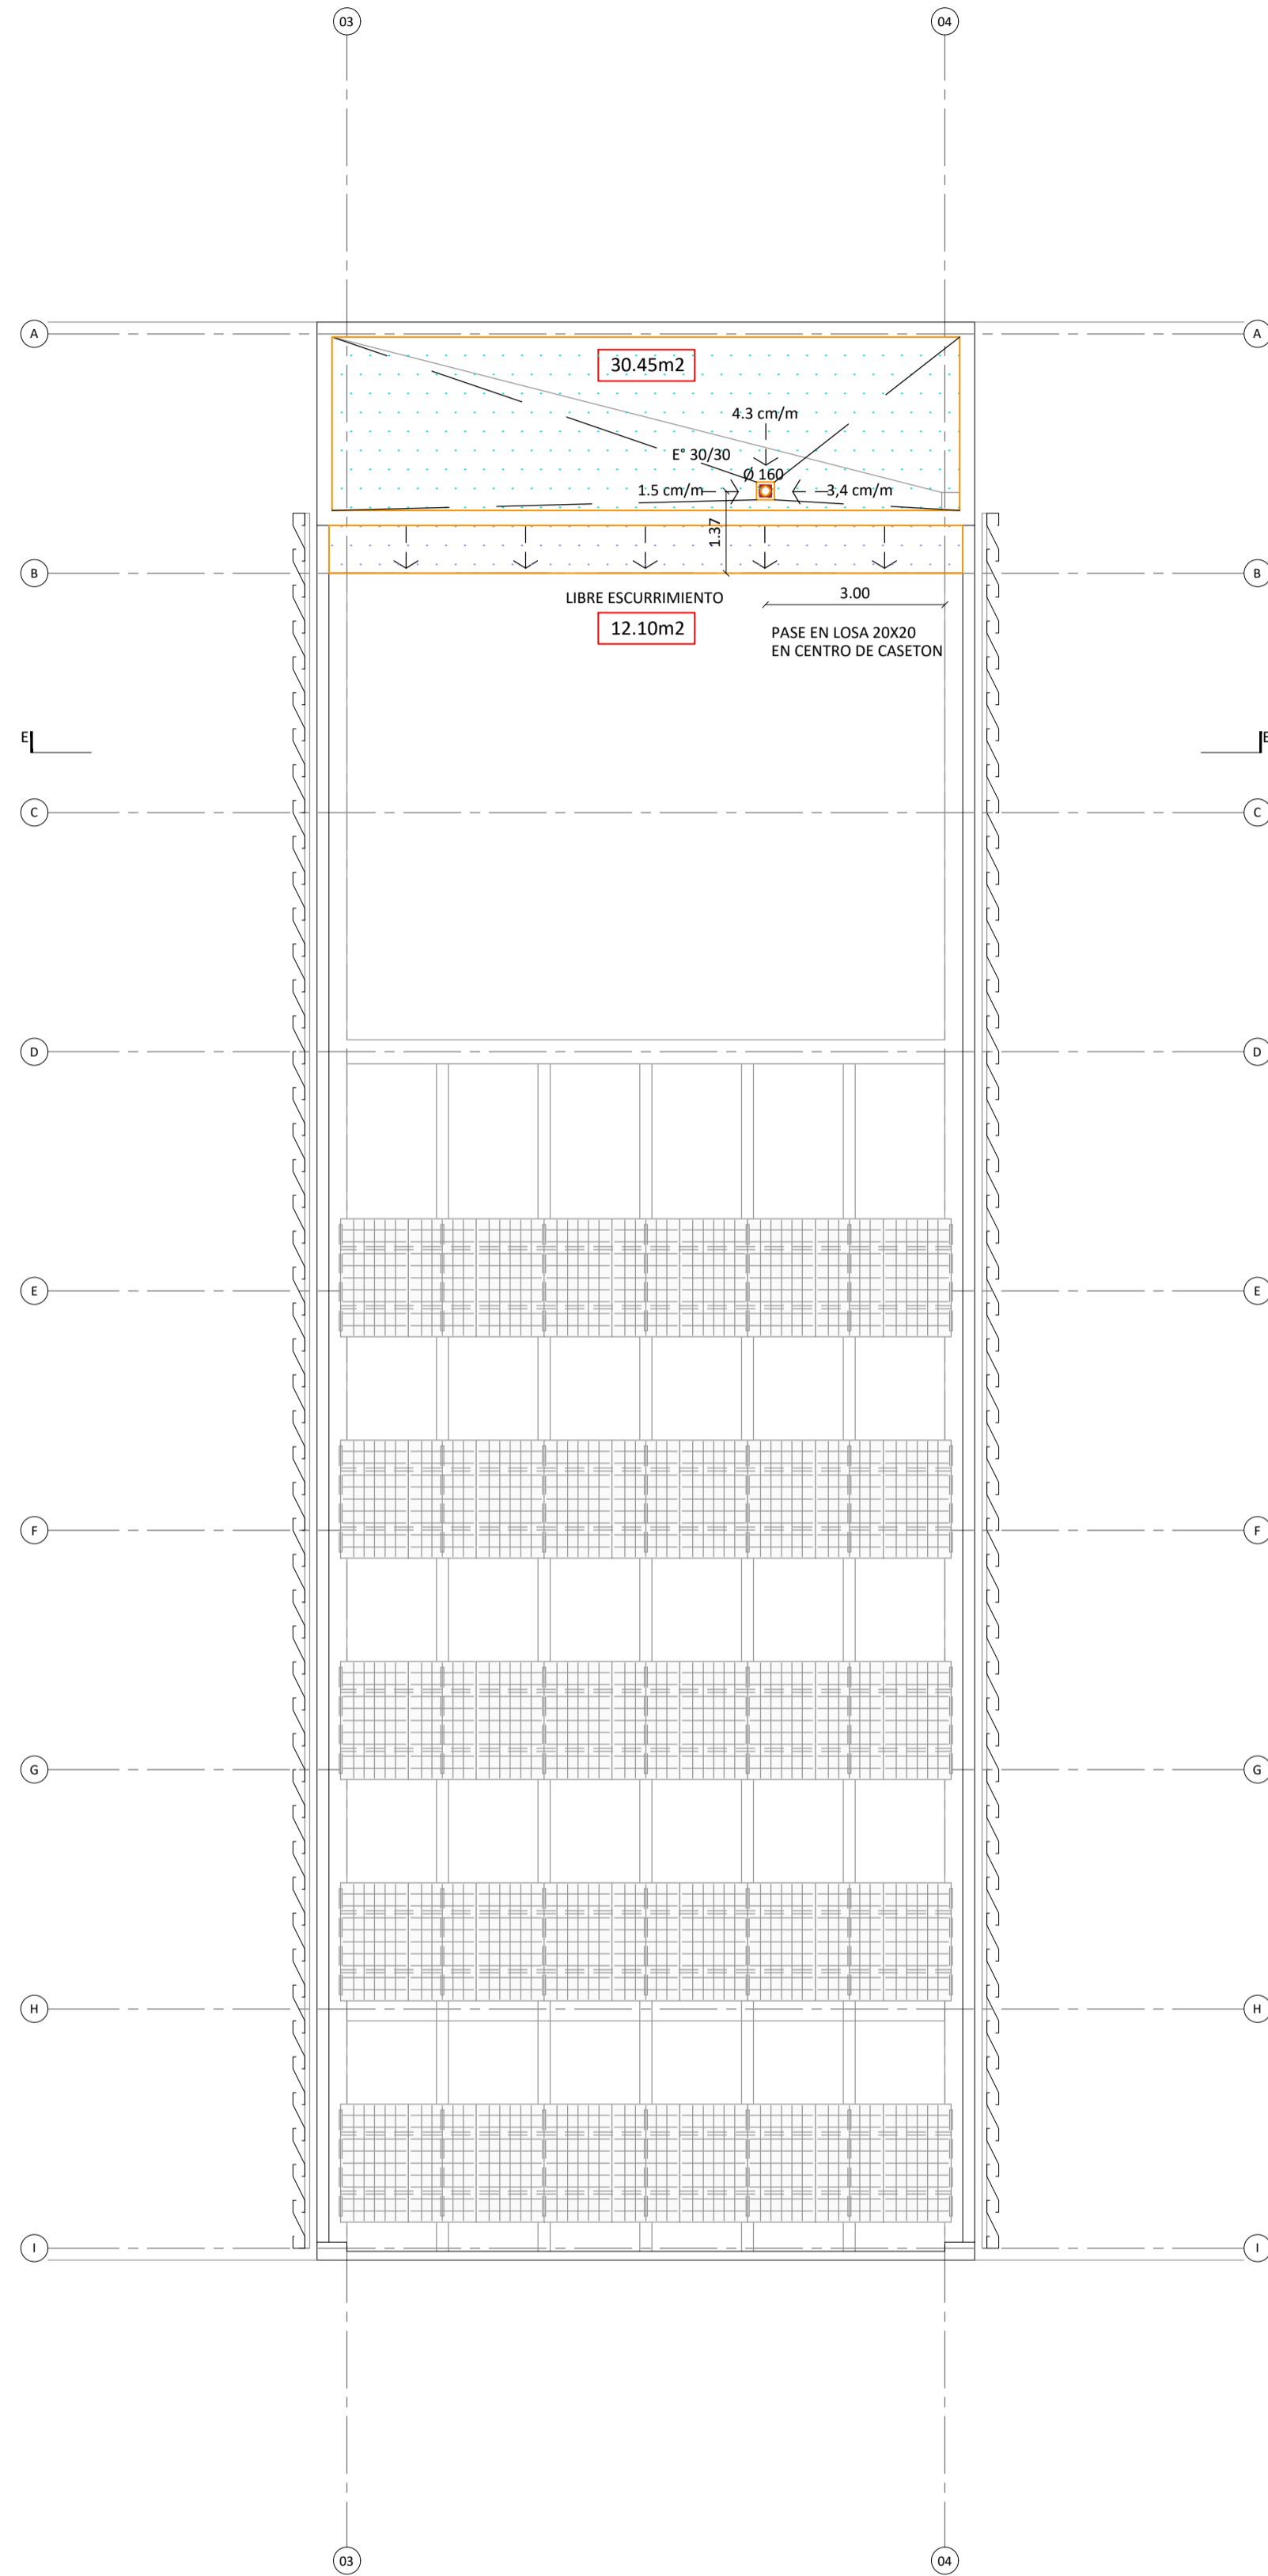 03
04
A
A
30.45m2
4.3 cm/m
E° 30/30
Ø 160
1.5 cm/m
3,4 cm/m
1.37
B
B
LIBRE ESCURRIMIENTO
3.00
12.10m2
PASE EN LOSA 20X20
EN CENTRO DE CASETON
E
E
C
C
D
D
E
E
F
F
G
G
H
H
I
I
03
04